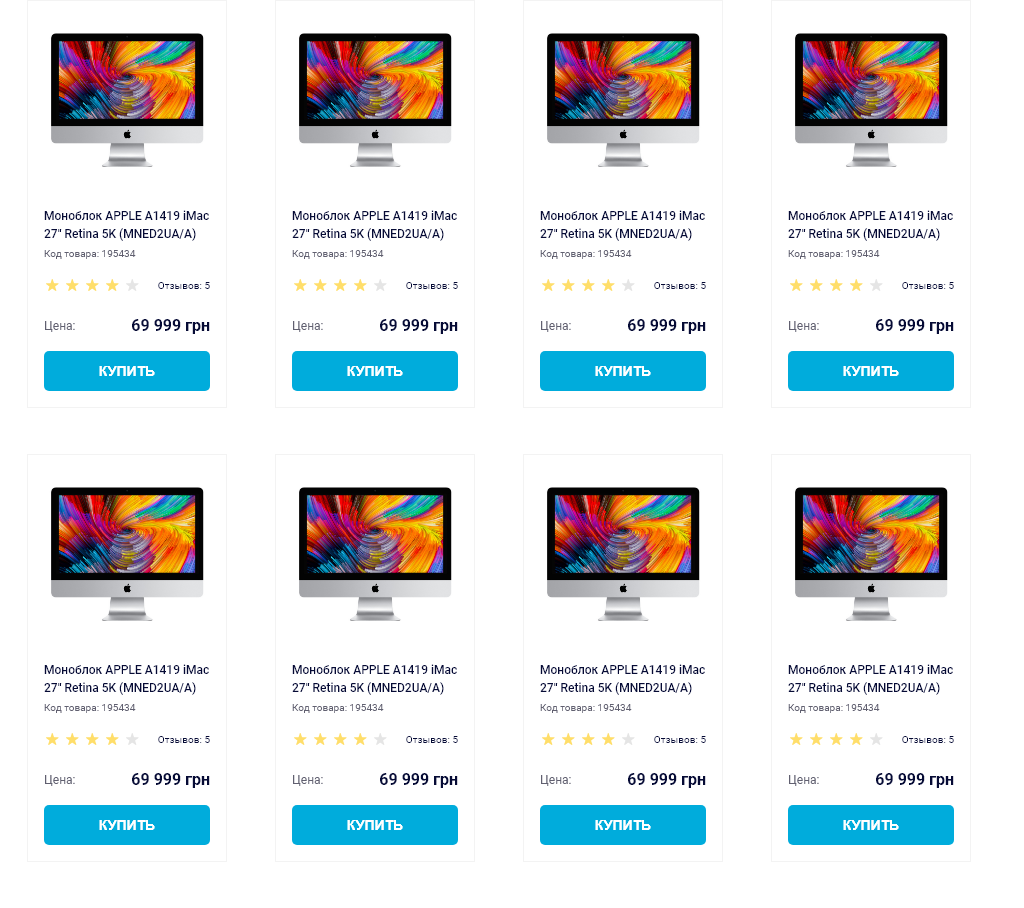 Моноблок APPLE A1419 iMac
27" Retina 5K (MNED2UA/A)
Код товара: 195434
Отзывов: 5
Цена: 69 999 грн
КУПИТЬ
Моноблок APPLE A1419 iMac
27" Retina 5K (MNED2UA/A)
Код товара: 195434
Отзывов: 5
Цена: 69 999 грн
КУПИТЬ
Моноблок APPLE A1419 iMac
27" Retina 5K (MNED2UA/A)
Код товара: 195434
Отзывов: 5
Цена: 69 999 грн
КУПИТЬ
Моноблок APPLE A1419 iMac
27" Retina 5K (MNED2UA/A)
Код товара: 195434
Отзывов: 5
Цена: 69 999 грн
КУПИТЬ
Моноблок APPLE A1419 iMac
27" Retina 5K (MNED2UA/A)
Код товара: 195434
Отзывов: 5
Цена: 69 999 грн
КУПИТЬ
Моноблок APPLE A1419 iMac
27" Retina 5K (MNED2UA/A)
Код товара: 195434
Отзывов: 5
Цена: 69 999 грн
КУПИТЬ
Моноблок APPLE A1419 iMac
27" Retina 5K (MNED2UA/A)
Код товара: 195434
Отзывов: 5
Цена: 69 999 грн
КУПИТЬ
Моноблок APPLE A1419 iMac
27" Retina 5K (MNED2UA/A)
Код товара: 195434
Отзывов: 5
Цена: 69 999 грн
КУПИТЬ